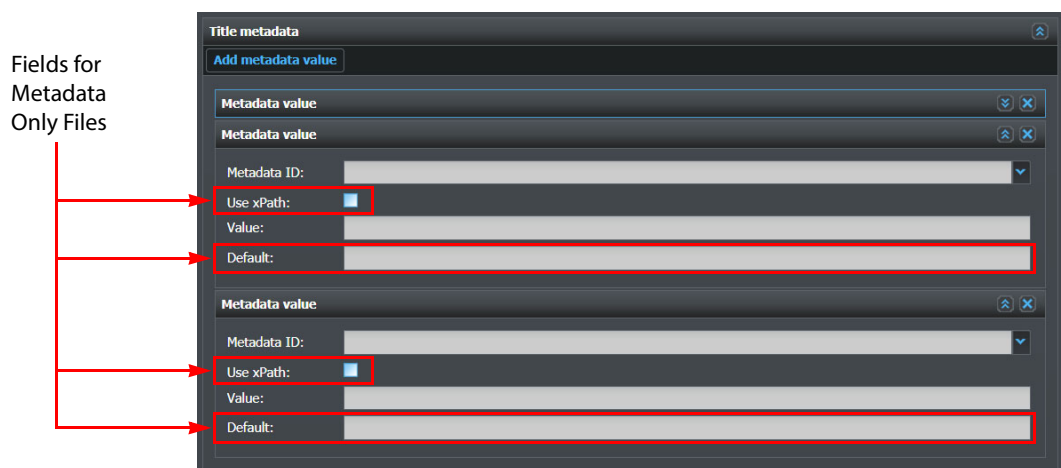 Fields for
Metadata
Only Files
Title metadata
Add metadata value
Metadata value
Metadata value
Metadata ID:
Use xPath:
Value:
Default:
Metadata value
Metadata ID:
Use xPath:
Value:
Default: